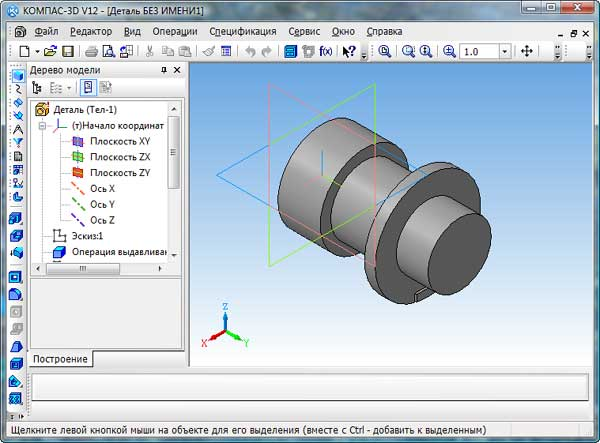 КОМПАС-3D V12 - [Деталь БЕЗ ИМЕНИ1]
Файл Редактор Вид Операции Спецификация Сервис Окно Справка
f(x) 1.0
Дерево модели
Деталь (Тел-1)
(т)Начало координат
Плоскость XY
Плоскость ZX
Плоскость ZY
Ось X
Ось Y
Ось Z
Эскиз:1
Операция выдавливан
Z
X Y
Построение
Щелкните левой кнопкой мыши на объекте для его выделения (вместе с Ctrl - добавить к выделенным)